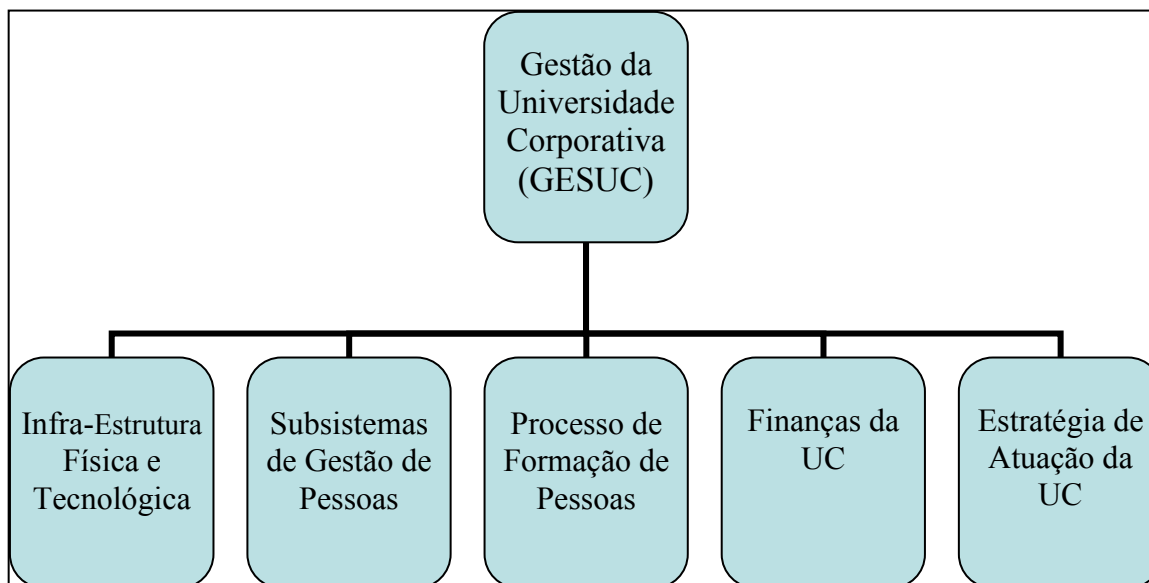 Gestão da
Universidade
Corporativa
(GESUC)
Infra-Estrutura
Física e
Tecnológica
Subsistemas
de Gestão de
Pessoas
Processo de
Formação de
Pessoas
Finanças da
UC
Estratégia de
Atuação da
UC